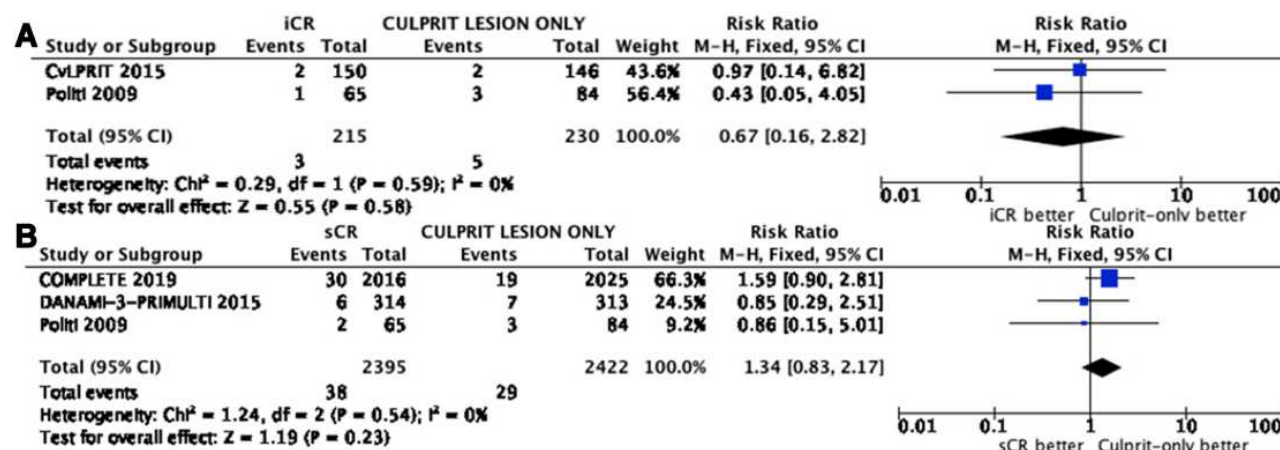 A
iCR CULPRIT LESION ONLY Risk Ratio Risk Ratio
Study or Subgroup Events Total Events Total Weight M-H, Fixed, 95% CI M-H, Fixed, 95% CI
CvLPRIT 2015 2 150 2 146 43.6% 0.97 [0.14, 6.82]
Politi 2009 1 65 3 84 56.4% 0.43 [0.05, 4.05]
Total (95% CI) 215 230 100.0% 0.67 [0.16, 2.82]
Total events 3 5
Heterogeneity: Chi² = 0.29, df = 1 (P = 0.59); I² = 0%
Test for overall effect: Z = 0.55 (P = 0.58)
0.01 0.1 1 10 100
iCR better Culprit-only better
B
sCR CULPRIT LESION ONLY Risk Ratio Risk Ratio
Study or Subgroup Events Total Events Total Weight M-H, Fixed, 95% CI M-H, Fixed, 95% CI
COMPLETE 2019 30 2016 19 2025 66.3% 1.59 [0.90, 2.81]
DANAMI-3-PRIMULTI 2015 6 314 7 313 24.5% 0.85 [0.29, 2.51]
Politi 2009 2 65 3 84 9.2% 0.86 [0.15, 5.01]
Total (95% CI) 2395 2422 100.0% 1.34 [0.83, 2.17]
Total events 38 29
Heterogeneity: Chi² = 1.24, df = 2 (P = 0.54); I² = 0%
Test for overall effect: Z = 1.19 (P = 0.23)
0.01 0.1 1 10 100
sCR better Culprit-only better